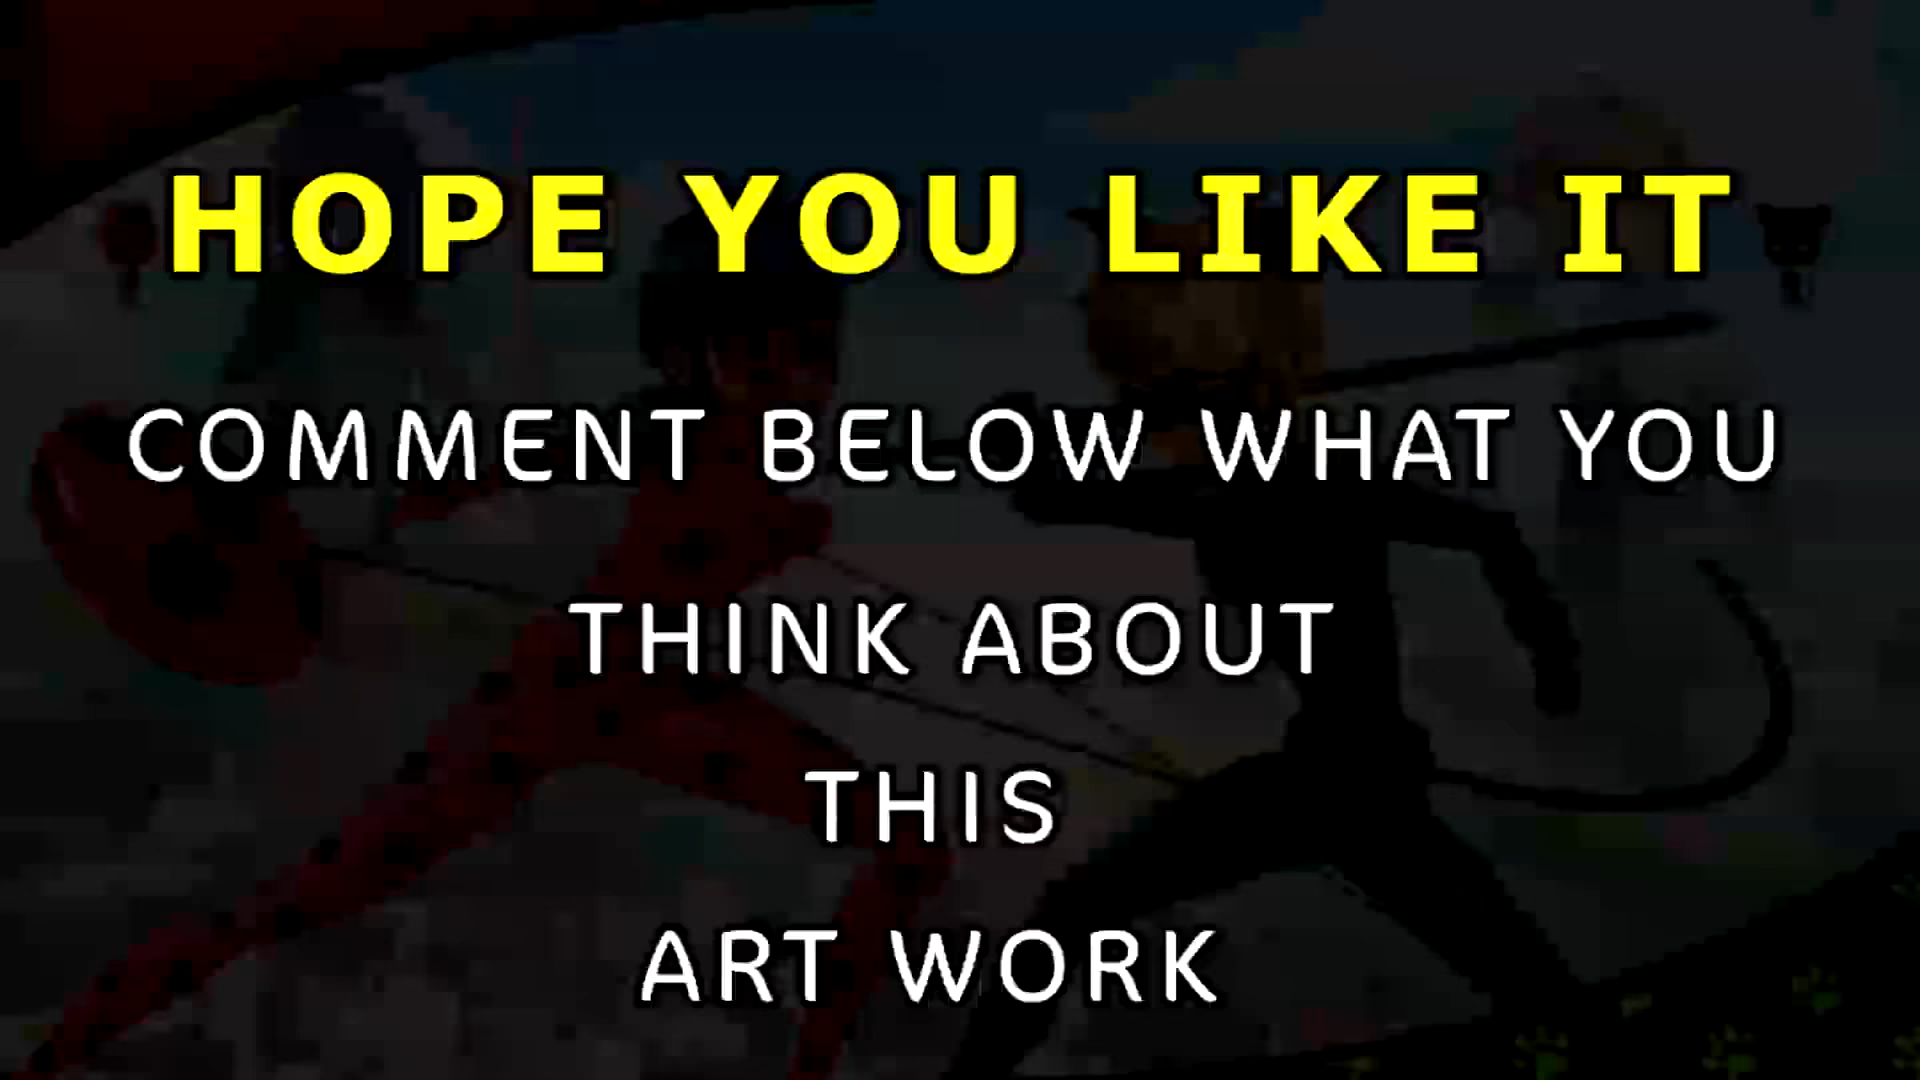 HOPE YOU LIKE IT
COMMENT BELOW WHAT YOU
THINK ABOUT
THIS
ART WORK